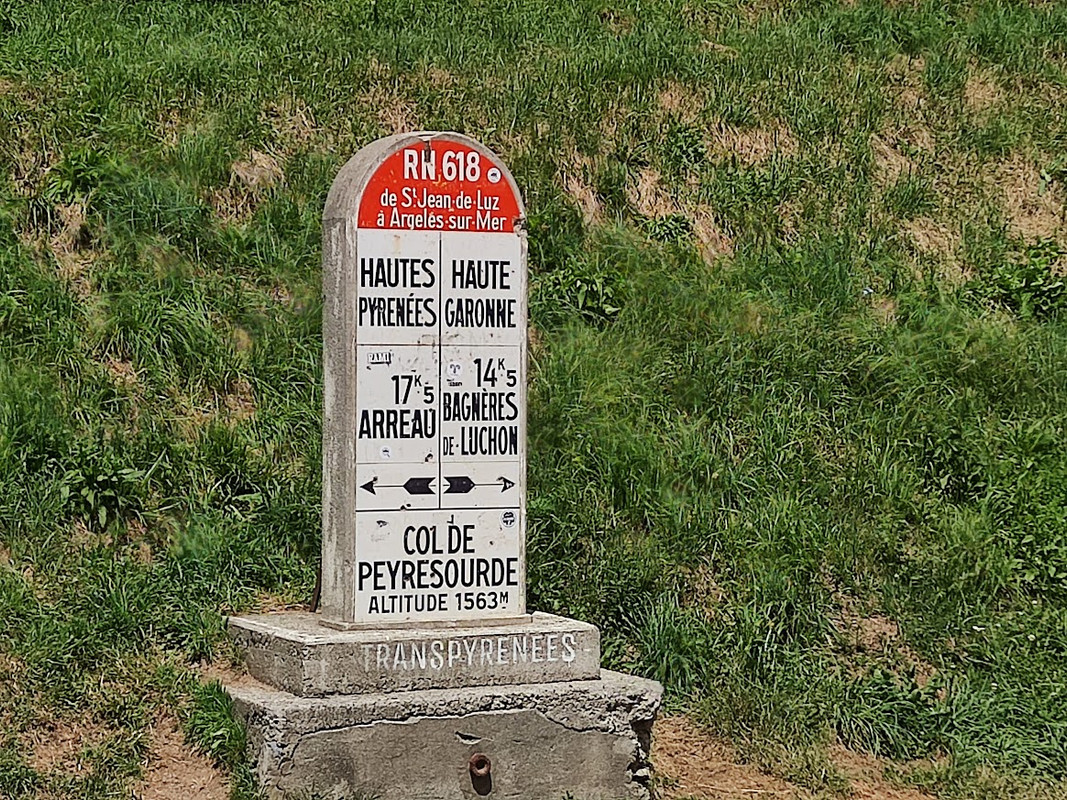 RN 618
de St Jean-de-Luz
à Argelès-sur-Mer
HAUTES
PYRENÉES
17K5
ARREAU
HAUTE
GARONNE
14K5
BAGNÈRES
DE-LUCHON
COL DE
PEYRESOURDE
ALTITUDE 1563M
TRANSPYRENEES